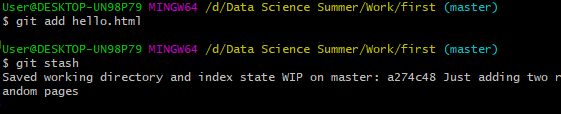 User@DESKTOP-UN98P79 MINGW64 /d/Data Science Summer/Work/first (master)
$ git add hello.html
User@DESKTOP-UN98P79 MINGW64 /d/Data Science Summer/Work/first (master)
$ git stash
Saved working directory and index state WIP on master: a274c48 Just adding two r
andom pages